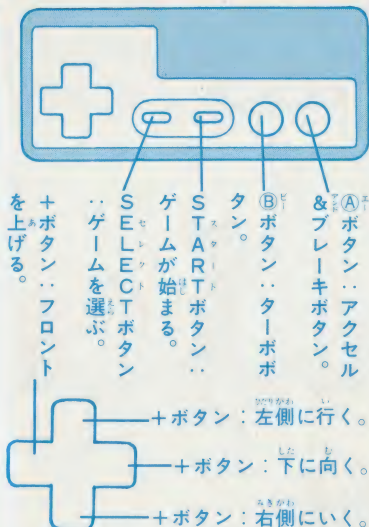 Ⓐボタン：アクセル
&ブレーキボタン。
Ⓑボタン：ターボボ
タン。
STARTボタン：
ゲームが始まる。
SELECTボタン
：ゲームを選ぶ。
+ボタン：フロント
を上げる。
+ボタン：左側に行く。
+ボタン：下に向く。
+ボタン：右側にいく。